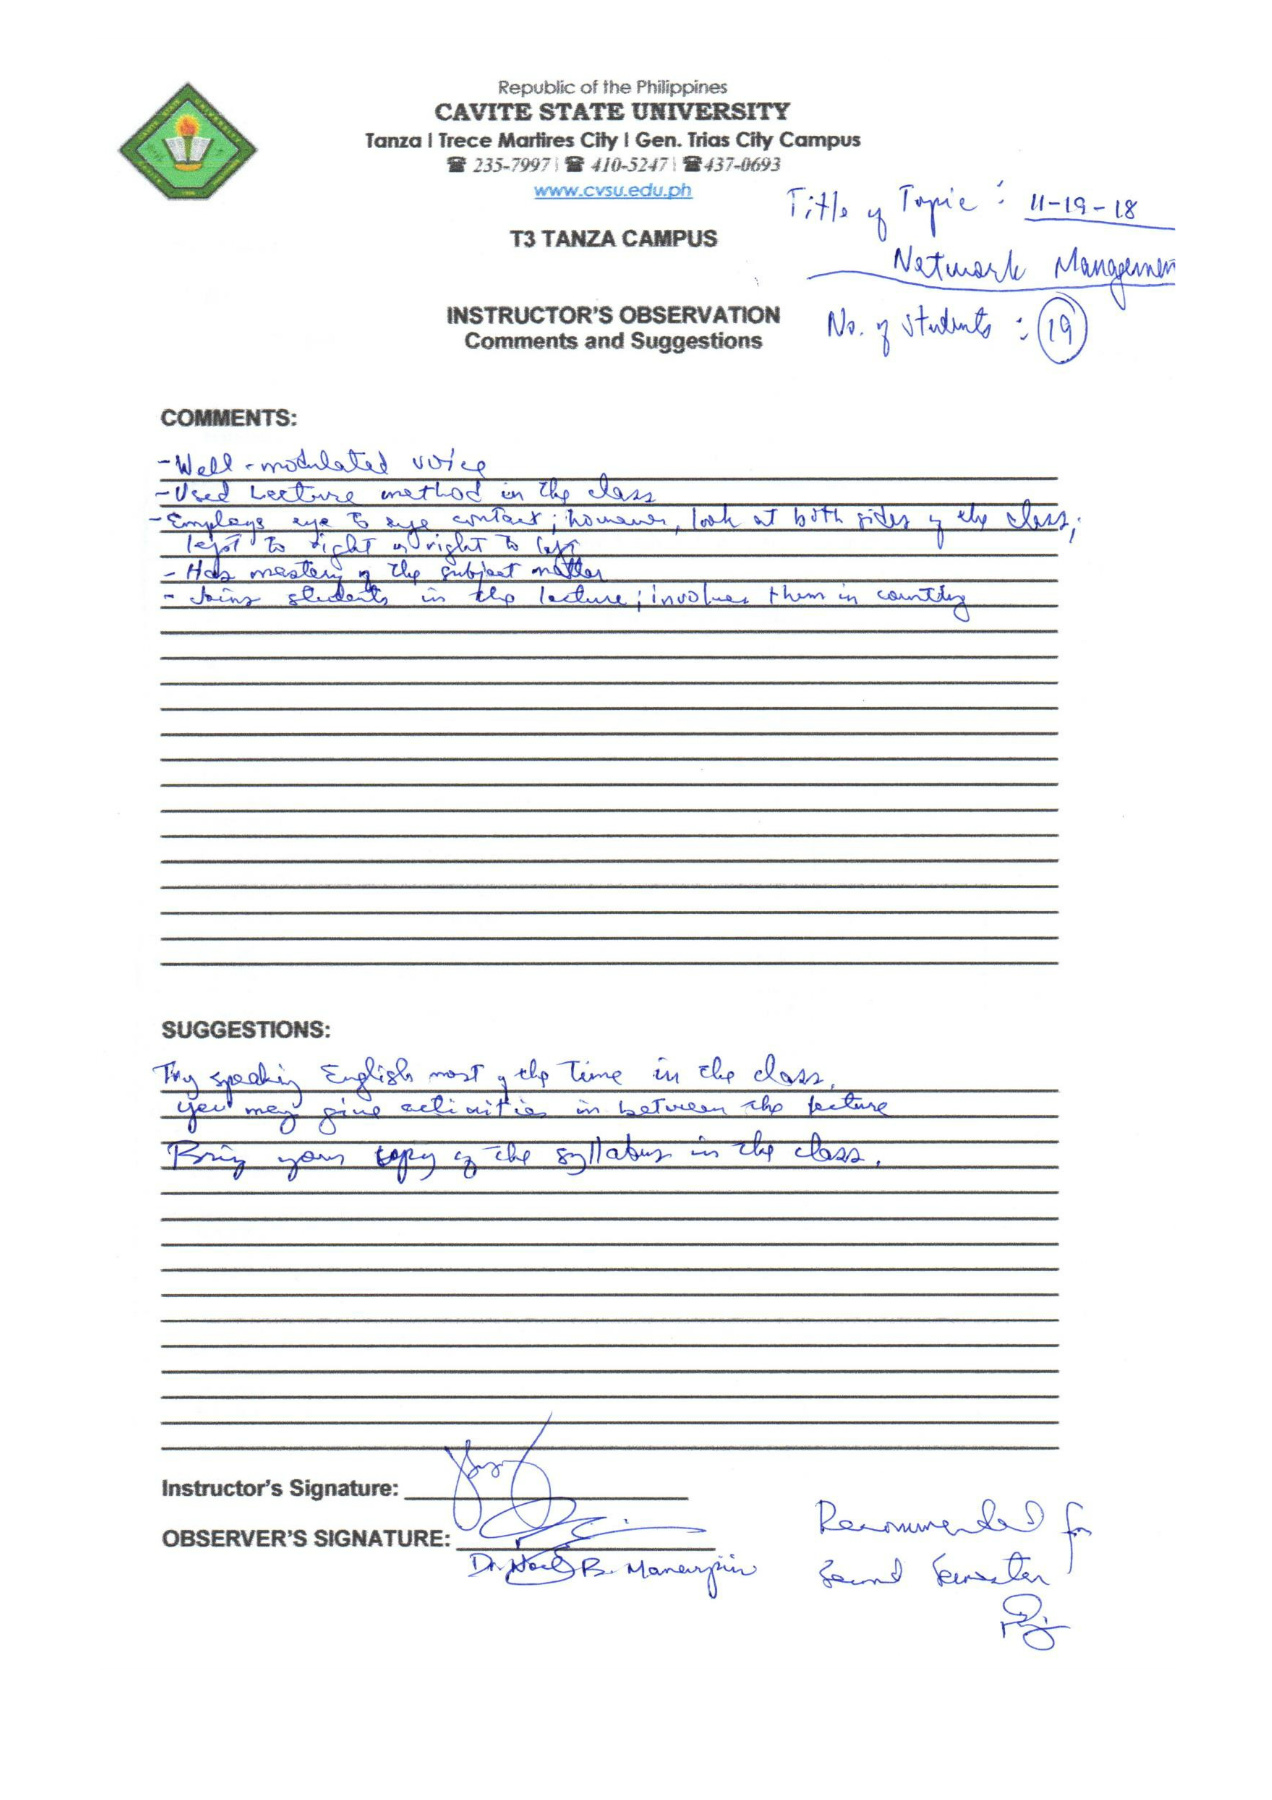 Republic of the Philippines
CAVITE STATE UNIVERSITY
Tanza | Trece Martires City | Gen. Trias City Campus
☎ 235-7997 | ☎ 410-5247 | ☎ 437-0693
www.cvsu.edu.ph
Title of Topic : 11-19-18
T3 TANZA CAMPUS
Network Managemen
INSTRUCTOR'S OBSERVATION
No. of students : 19
Comments and Suggestions
COMMENTS:
- Well-modulated voice
- Used Lecture method in the class
- Employs eye to eye contact; however, look at both sides of the class;
left to right or right to left
- Has mastery of the subject matter
- Joins students in the lecture; involves them in
SUGGESTIONS:
Try speaking English most of the time in the class.
You may give activities in between the lecture
Bring your copy of the syllabus in the class.
Instructor's Signature:
OBSERVER'S SIGNATURE:
Dr. Noel B. Manarpiin
Recommended for
Second Semester